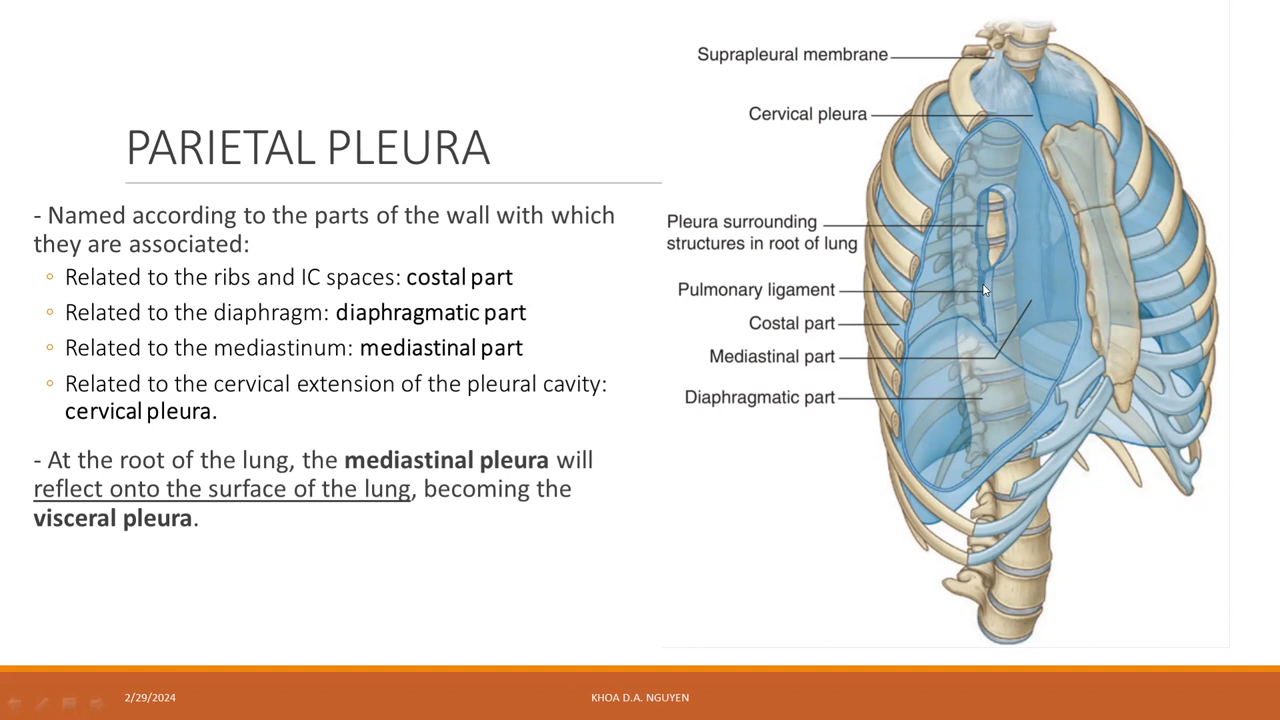 PARIETAL PLEURA
- Named according to the parts of the wall with which
they are associated:
◦ Related to the ribs and IC spaces: costal part
◦ Related to the diaphragm: diaphragmatic part
◦ Related to the mediastinum: mediastinal part
◦ Related to the cervical extension of the pleural cavity:
cervical pleura.
- At the root of the lung, the mediastinal pleura will
reflect onto the surface of the lung, becoming the
visceral pleura.
Suprapleural membrane
Cervical pleura
Pleura surrounding
structures in root of lung
Pulmonary ligament
Costal part
Mediastinal part
Diaphragmatic part
2/29/2024
KHOA D.A. NGUYEN